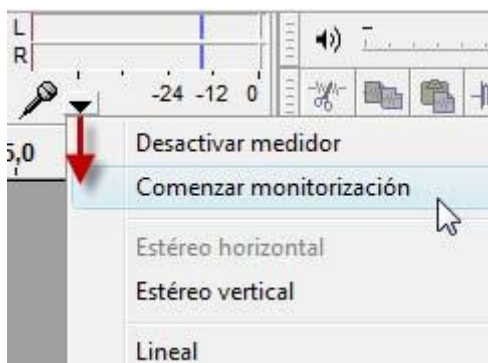 L
R
-24 -12 0
5,0
Desactivar medidor
Comenzar monitorización
Estéreo horizontal
Estéreo vertical
Lineal